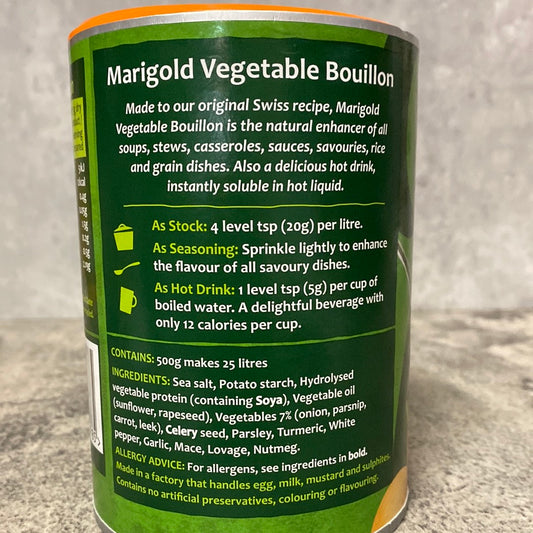 Marigold Vegetable Bouillon
Made to our original Swiss recipe, Marigold
Vegetable Bouillon is the natural enhancer of all
soups, stews, casseroles, sauces, savouries, rice
and grain dishes. Also a delicious hot drink,
instantly soluble in hot liquid.
As Stock: 4 level tsp (20g) per litre.
As Seasoning: Sprinkle lightly to enhance
the flavour of all savoury dishes.
As Hot Drink: 1 level tsp (5g) per cup of
boiled water. A delightful beverage with
only 12 calories per cup.
CONTAINS: 500g makes 25 litres
INGREDIENTS: Sea salt, Potato starch, Hydrolysed
vegetable protein (containing Soya), Vegetable oil
(sunflower, rapeseed), Vegetables 7% (onion, parsnip,
carrot, leek), Celery seed, Parsley, Turmeric, White
pepper, Garlic, Mace, Lovage, Nutmeg.
ALLERGY ADVICE: For allergens, see ingredients in bold.
Made in a factory that handles egg, milk, mustard and sulphites.
Contains no artificial preservatives, colouring or flavouring.